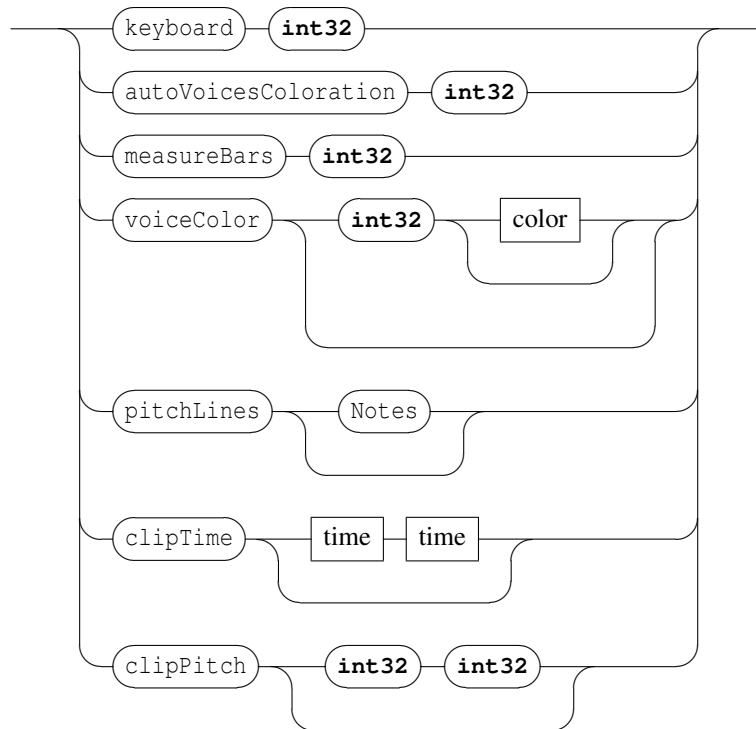 keyboard int32
autoVoicesColoration int32
measureBars int32
voiceColor int32 color
pitchLines Notes
clipTime time time
clipPitch int32 int32